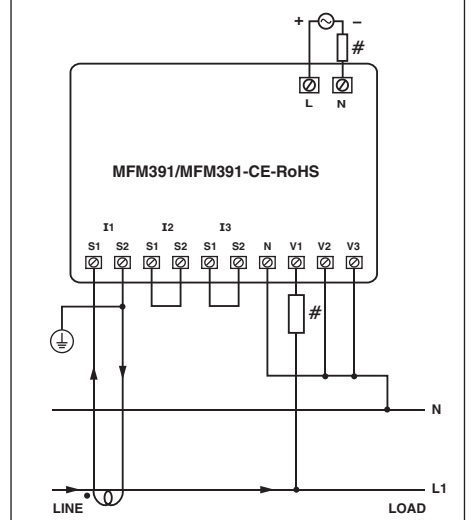 + –
#
L N
MFM391/MFM391-CE-RoHS
I1 I2 I3
S1 S2 S1 S2 S1 S2 N V1 V2 V3
#
N
L1
LINE LOAD